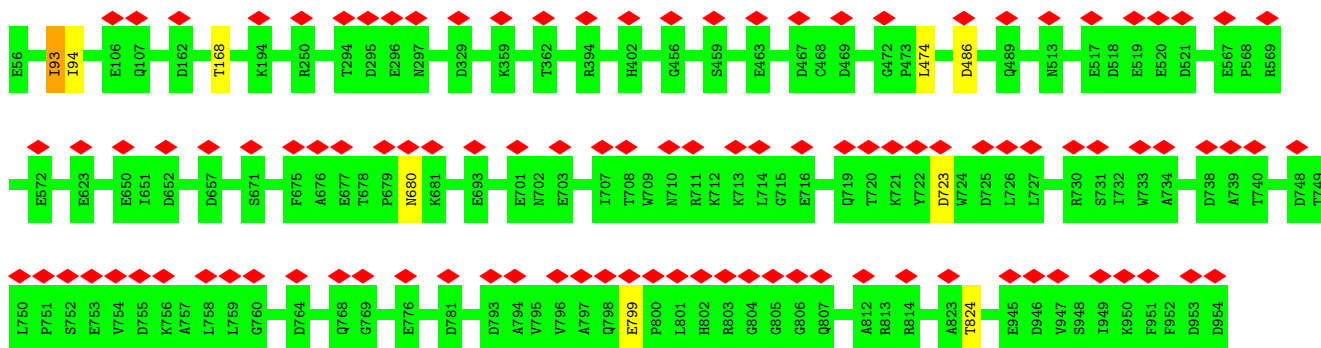 E56 I93 I94 E106 Q107 D162 T168 K194 R250 T294 D295 E296 N297 D329 K359 T362 R394 H402 G456 S459 E463 D467 C468 D469 G472 P473 L474 D486 Q489 N513 E517 D518 E519 E520 D521 E567 P568 R569
E572 E623 E650 I651 D652 D657 S671 F675 A676 E677 T678 P679 N680 K681 E693 E701 N702 E703 I707 T708 W709 N710 R711 K712 K713 L714 G715 E716 Q719 T720 K721 Y722 D723 W724 D725 L726 L727 R730 S731 I732 W733 A734 D738 A739 T740 D748 T749
L750 P751 S752 E753 V754 D755 K756 A757 L758 L759 G760 D764 Q768 G769 E776 D781 D793 A794 V795 V796 A797 Q798 E799 P800 L801 H802 R803 G804 G805 G806 Q807 A812 R813 R814 A823 T824 E945 D946 V947 S948 I949 K950 F951 F952 D953 D954